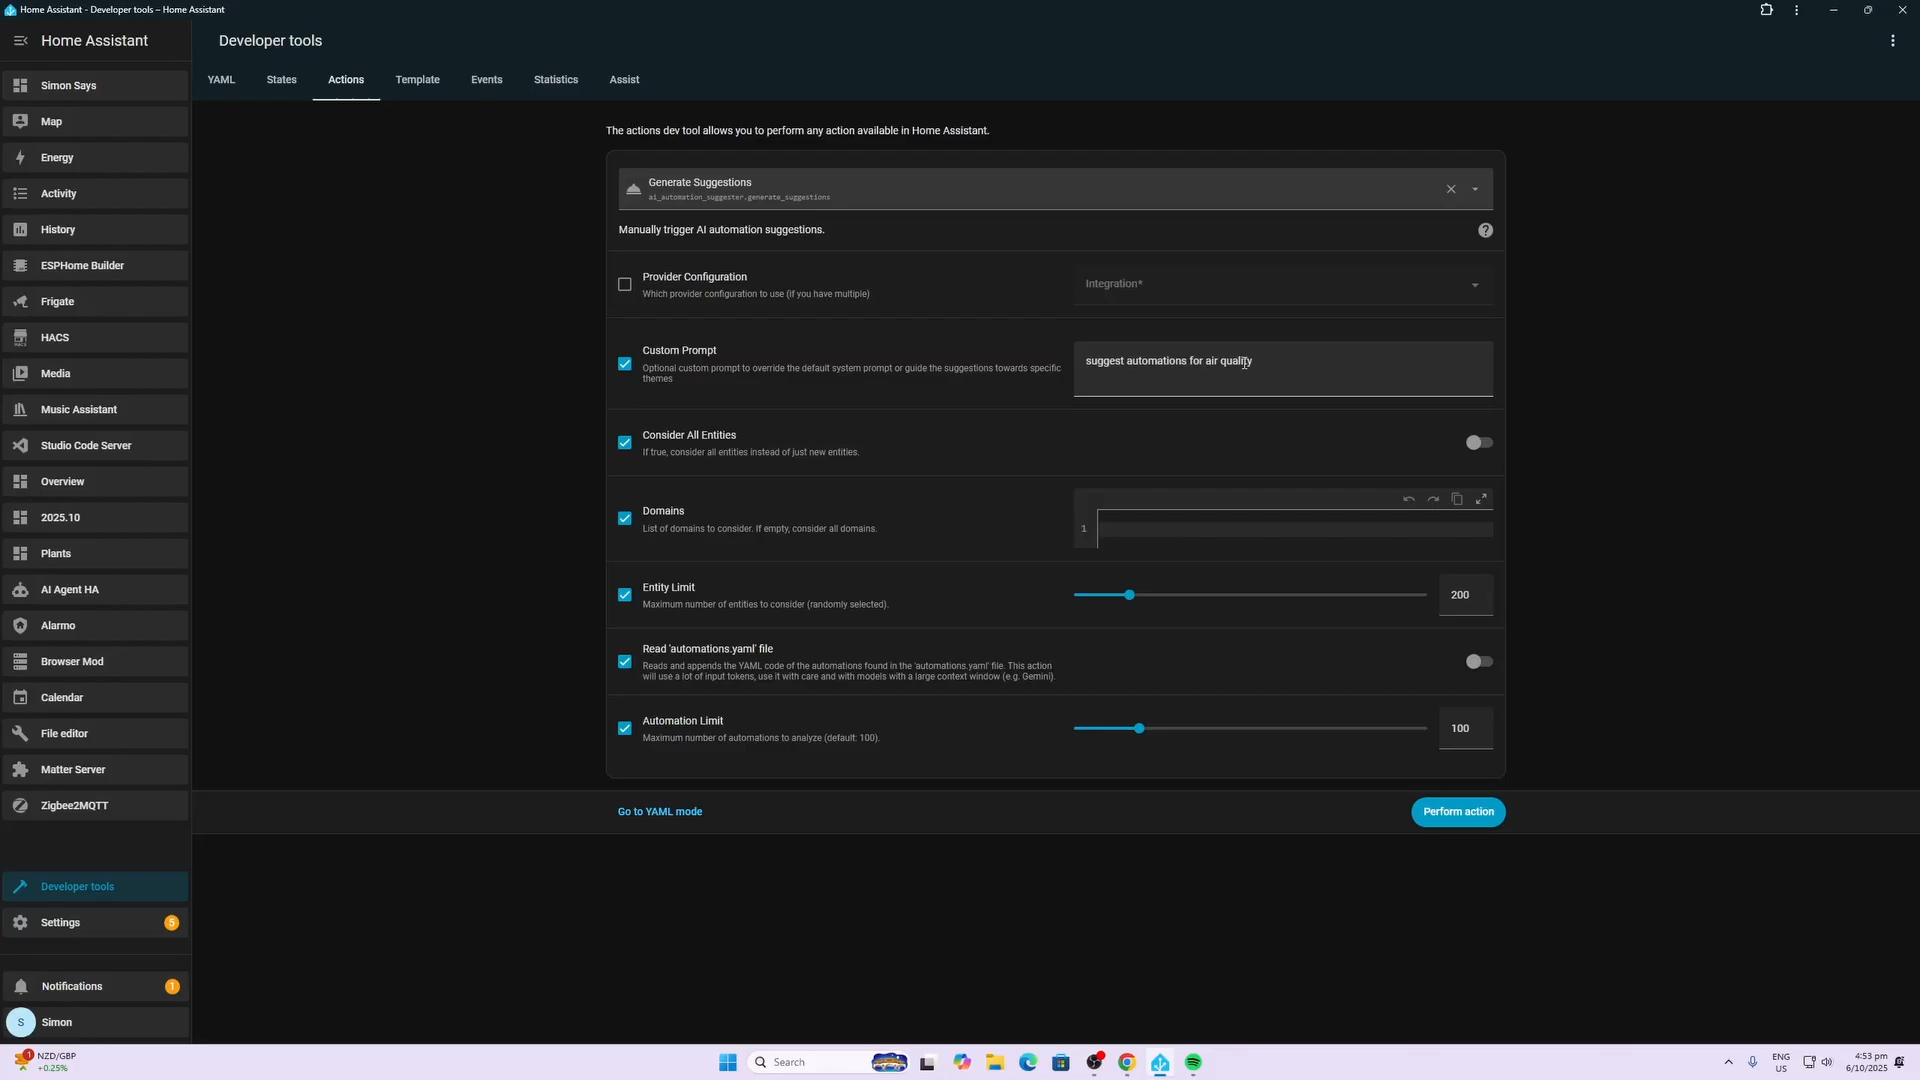 Home Assistant - Developer tools – Home Assistant
Home Assistant
Developer tools
YAML
States
Actions
Template
Events
Statistics
Assist
Simon Says
Map
Energy
Activity
History
ESPHome Builder
Frigate
HACS
Media
Music Assistant
Studio Code Server
Overview
2025.10
Plants
AI Agent HA
Alarmo
Browser Mod
Calendar
File editor
Matter Server
Zigbee2MQTT
Developer tools
Settings
5
Notifications
1
S
Simon
The actions dev tool allows you to perform any action available in Home Assistant.
Generate Suggestions
ai_automation_suggester.generate_suggestions
Manually trigger AI automation suggestions.
Provider Configuration
Which provider configuration to use (if you have multiple)
Integration*
Custom Prompt
Optional custom prompt to override the default system prompt or guide the suggestions towards specific
themes
suggest automations for air quality
Consider All Entities
If true, consider all entities instead of just new entities.
Domains
List of domains to consider. If empty, consider all domains.
1
Entity Limit
Maximum number of entities to consider (randomly selected).
200
Read 'automations.yaml' file
Reads and appends the YAML code of the automations found in the 'automations.yaml' file. This action
will use a lot of input tokens, use it with care and with models with a large context window (e.g. Gemini).
Automation Limit
Maximum number of automations to analyze (default: 100).
100
Go to YAML mode
Perform action
1
NZD/GBP
+0.25%
Search
ENG
US
4:53 pm
6/10/2025